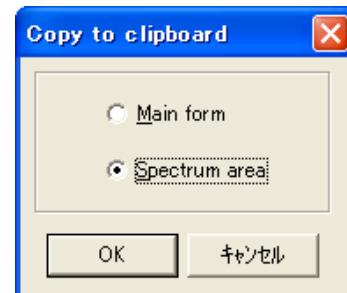 Copy to clipboard
Main form
Spectrum area
OK
キャンセル